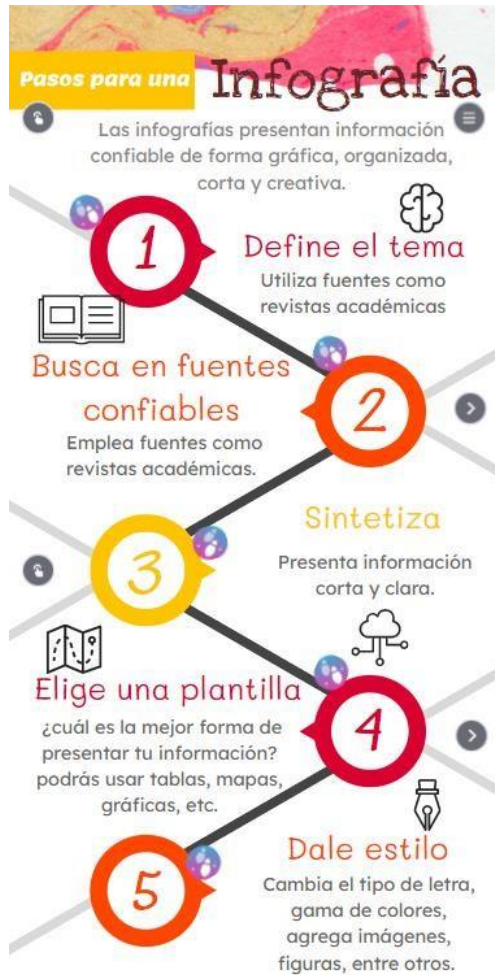 Pasos para una
Infografía
Las infografías presentan información
confiable de forma gráfica, organizada,
corta y creativa.
1
Define el tema
Utiliza fuentes como
revistas académicas
Busca en fuentes
confiables
2
Emplea fuentes como
revistas académicas.
Sintetiza
3
Presenta información
corta y clara.
Elige una plantilla
4
¿cuál es la mejor forma de
presentar tu información?
podrás usar tablas, mapas,
gráficas, etc.
5
Dale estilo
Cambia el tipo de letra,
gama de colores,
agrega imágenes,
figuras, entre otros.